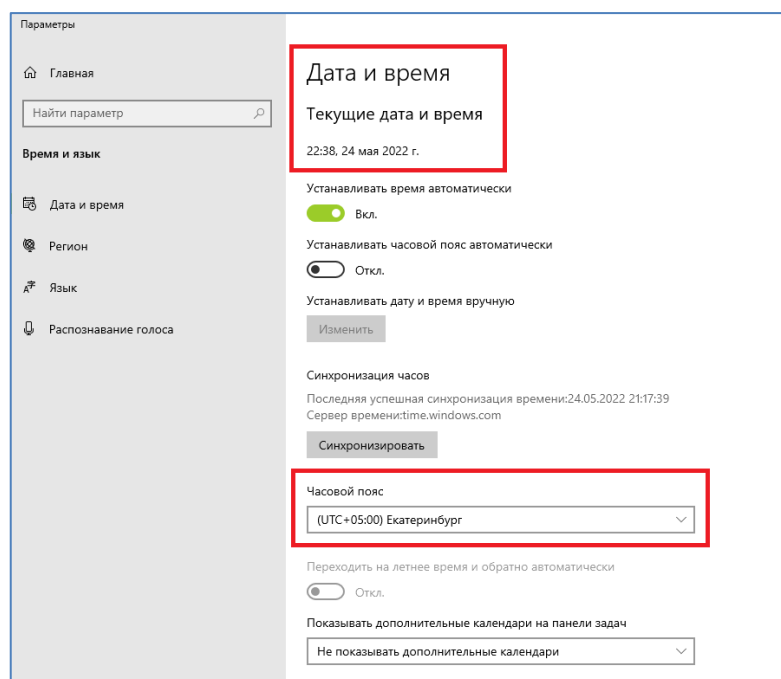 Параметры
Главная
Найти параметр
Время и язык
Дата и время
Регион
Язык
Распознавание голоса
Дата и время
Текущие дата и время
22:38, 24 мая 2022 г.
Устанавливать время автоматически
Вкл.
Устанавливать часовой пояс автоматически
Откл.
Устанавливать дату и время вручную
Изменить
Синхронизация часов
Последняя успешная синхронизация времени:24.05.2022 21:17:39
Сервер времени:time.windows.com
Синхронизировать
Часовой пояс
(UTC+05:00) Екатеринбург
Переходить на летнее время и обратно автоматически
Откл.
Показывать дополнительные календари на панели задач
Не показывать дополнительные календари